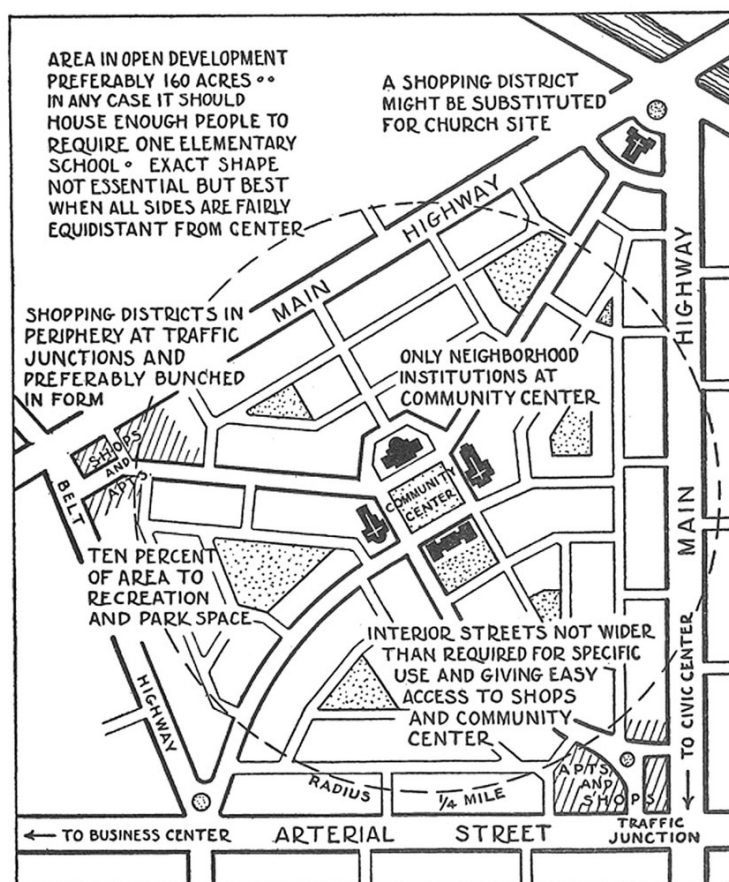 AREA IN OPEN DEVELOPMENT
PREFERABLY 160 ACRES • •
IN ANY CASE IT SHOULD
HOUSE ENOUGH PEOPLE TO
REQUIRE ONE ELEMENTARY
SCHOOL • EXACT SHAPE
NOT ESSENTIAL BUT BEST
WHEN ALL SIDES ARE FAIRLY
EQUIDISTANT FROM CENTER
A SHOPPING DISTRICT
MIGHT BE SUBSTITUTED
FOR CHURCH SITE
MAIN HIGHWAY
HIGHWAY
MAIN
SHOPPING DISTRICTS IN
PERIPHERY AT TRAFFIC
JUNCTIONS AND
PREFERABLY BUNCHED
IN FORM
ONLY NEIGHBORHOOD
INSTITUTIONS AT
COMMUNITY CENTER
SHOPS
AND
APTS
BELT
HIGHWAY
COMMUNITY
CENTER
TEN PERCENT
OF AREA TO
RECREATION
AND PARK SPACE
INTERIOR STREETS NOT WIDER
THAN REQUIRED FOR SPECIFIC
USE AND GIVING EASY
ACCESS TO SHOPS
AND COMMUNITY
CENTER
TO CIVIC CENTER
APTS
AND
SHOPS
RADIUS 1/4 MILE
TRAFFIC
JUNCTION
← TO BUSINESS CENTER
ARTERIAL STREET